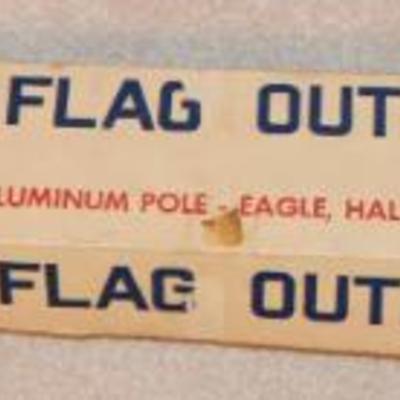 FLAG OUT
LUMINUM POLE - EAGLE, HAL
FLAG OUT